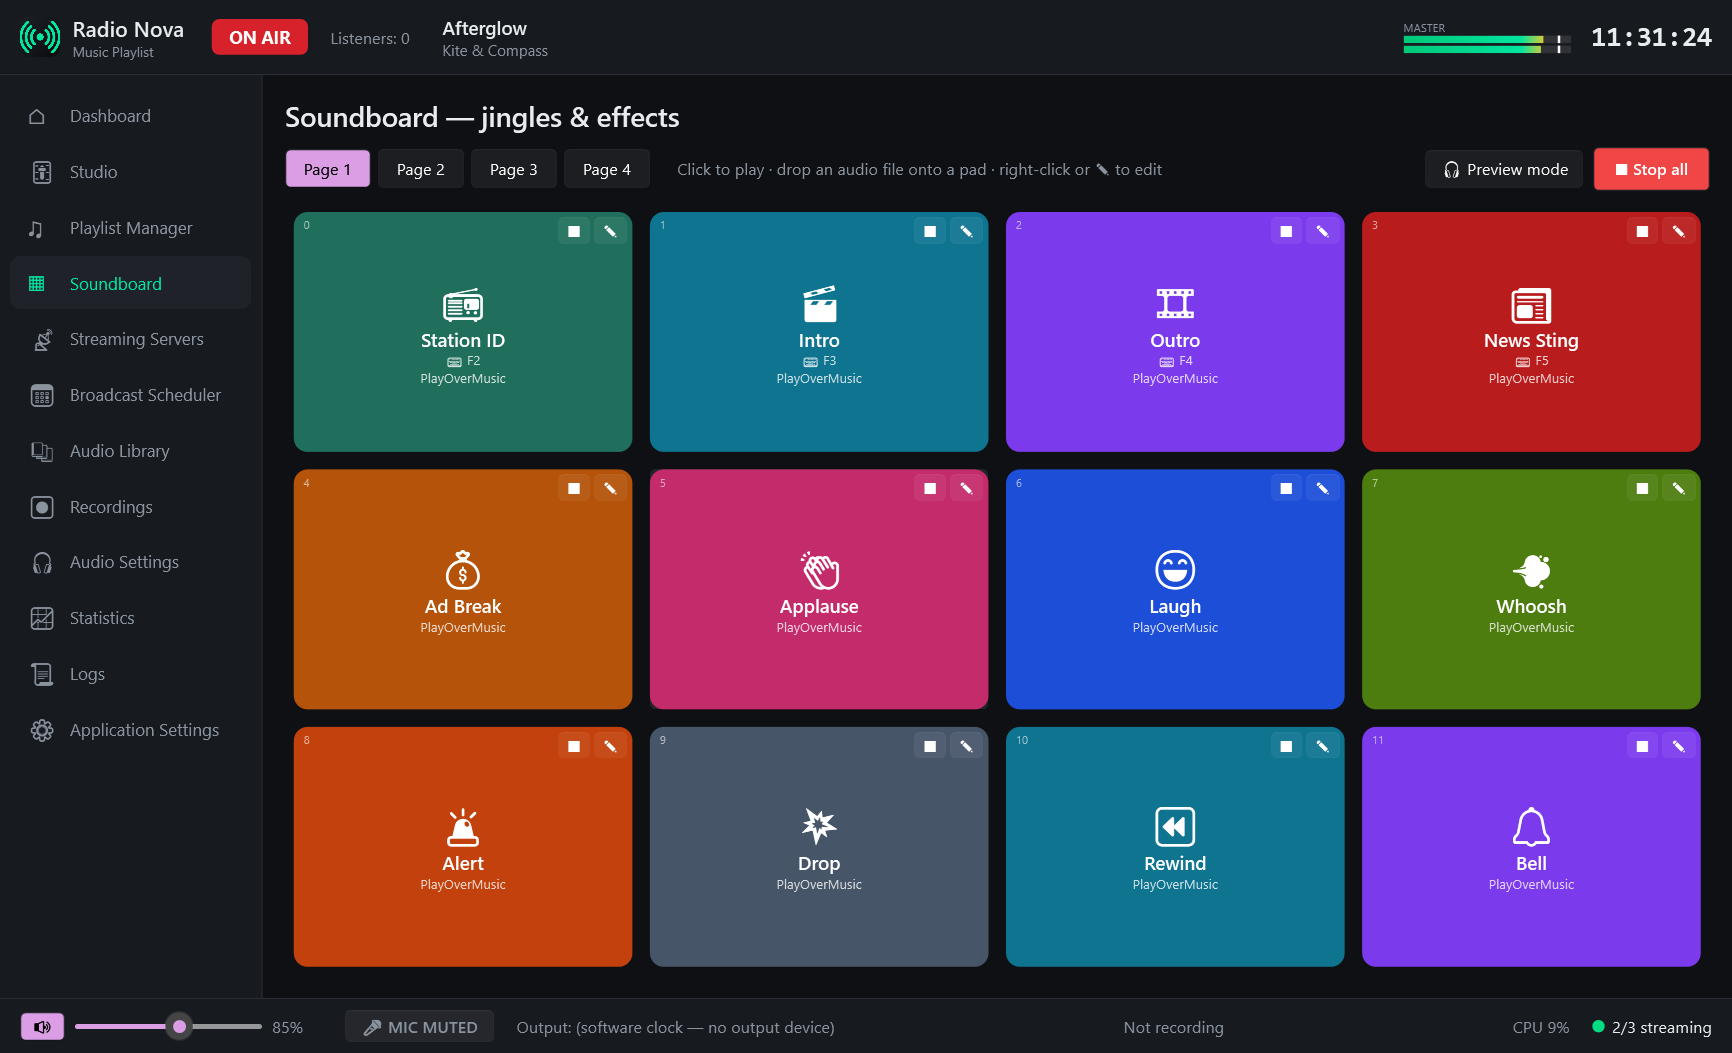 Radio Nova
Music Playlist
ON AIR
Listeners: 0
Afterglow
Kite & Compass
MASTER
11:31:24
Dashboard
Studio
Playlist Manager
Soundboard
Streaming Servers
Broadcast Scheduler
Audio Library
Recordings
Audio Settings
Statistics
Logs
Application Settings
Soundboard — jingles & effects
Page 1
Page 2
Page 3
Page 4
Click to play · drop an audio file onto a pad · right-click or ✎ to edit
Preview mode
Stop all
0
Station ID
F2
PlayOverMusic
1
Intro
F3
PlayOverMusic
2
Outro
F4
PlayOverMusic
3
News Sting
F5
PlayOverMusic
4
Ad Break
PlayOverMusic
5
Applause
PlayOverMusic
6
Laugh
PlayOverMusic
7
Whoosh
PlayOverMusic
8
Alert
PlayOverMusic
9
Drop
PlayOverMusic
10
Rewind
PlayOverMusic
11
Bell
PlayOverMusic
85%
MIC MUTED
Output: (software clock — no output device)
Not recording
CPU 9%
2/3 streaming